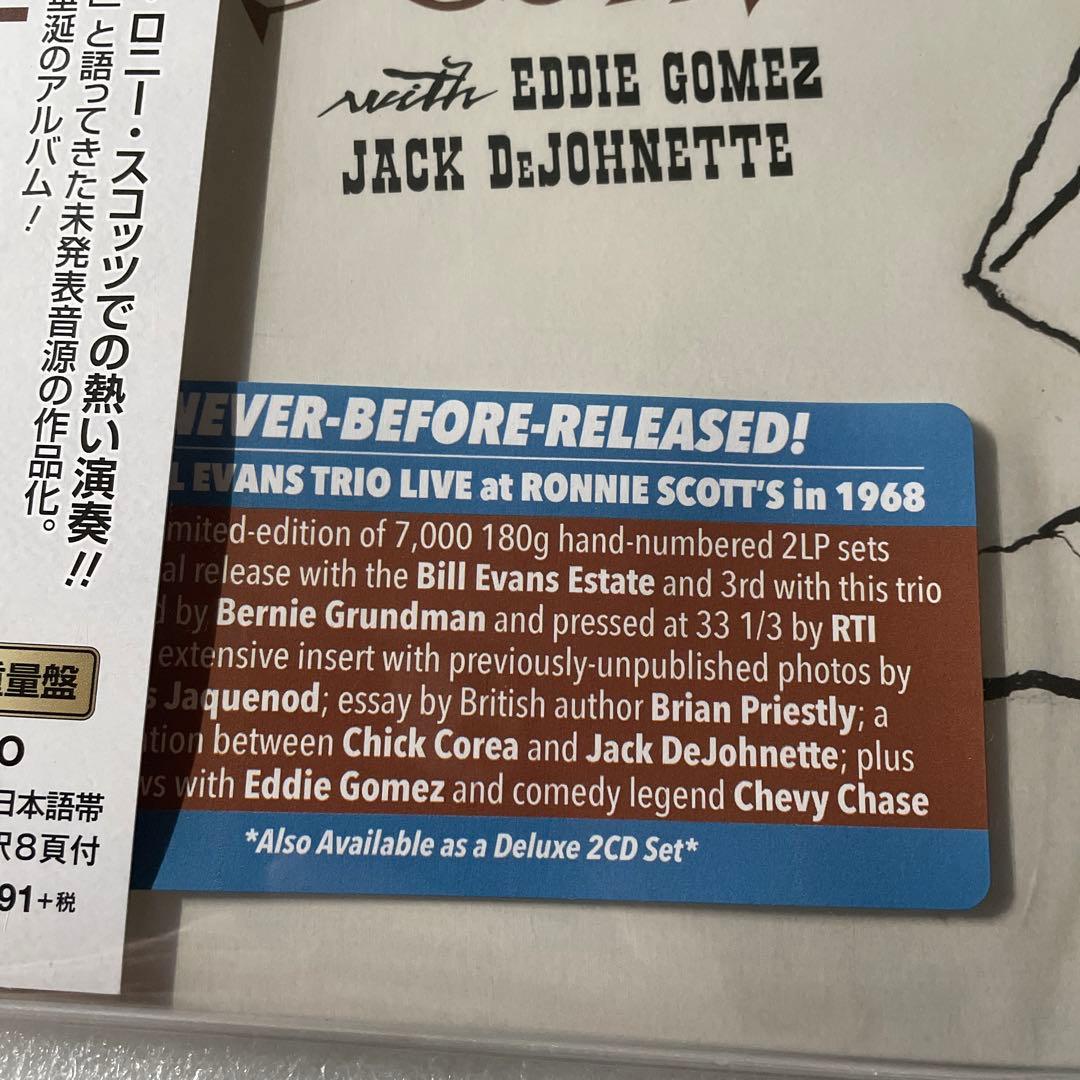 with EDDIE GOMEZ
JACK DeJOHNETTE
ロニー・スコッツでの熱い演奏!!
と語ってきた未発表音源の作品化。
涎のアルバム!
重量盤
日本語帯
訳8頁付
91+税
NEVER-BEFORE-RELEASED!
L EVANS TRIO LIVE at RONNIE SCOTT'S in 1968
mited-edition of 7,000 180g hand-numbered 2LP sets
al release with the Bill Evans Estate and 3rd with this trio
d by Bernie Grundman and pressed at 33 1/3 by RTI
extensive insert with previously-unpublished photos by
s Jaquenod; essay by British author Brian Priestly; a
tion between Chick Corea and Jack DeJohnette; plus
ws with Eddie Gomez and comedy legend Chevy Chase
*Also Available as a Deluxe 2CD Set*